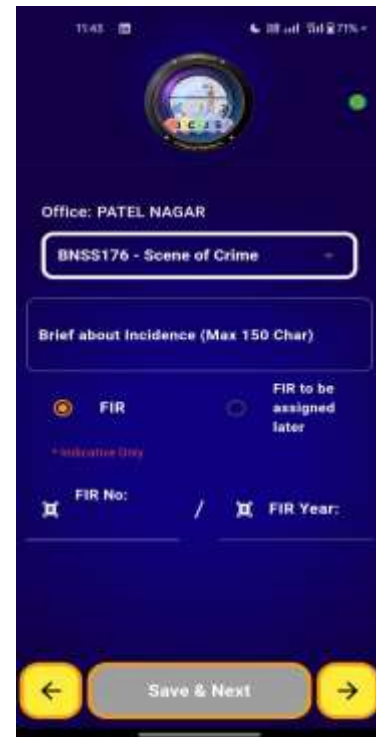 11:43
71%
I C J S
Office: PATEL NAGAR
BNSS176 - Scene of Crime
Brief about Incidence (Max 150 Char)
FIR
FIR to be
assigned
later
* Indicative Only
FIR No:
/
FIR Year:
Save & Next